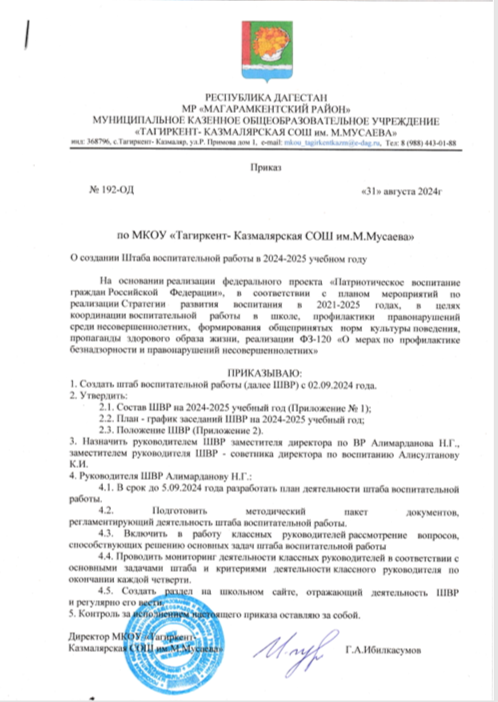 РЕСПУБЛИКА ДАГЕСТАН
МР «МАГАРАМКЕНТСКИЙ РАЙОН»
МУНИЦИПАЛЬНОЕ КАЗЕННОЕ ОБЩЕОБРАЗОВАТЕЛЬНОЕ УЧРЕЖДЕНИЕ
«ТАГИРКЕНТ- КАЗМАЛЯРСКАЯ СОШ им. М.МУСАЕВА»
инд: 368796, с.Тагиркент- Казмаляр, ул.Р. Примова дом 1, e-mail: mkou_tagirkentkazm@e-dag.ru, Тел: 8 (988) 443-01-88
Приказ
№ 192-ОД «31» августа 2024г
по МКОУ «Тагиркент- Казмалярская СОШ им.М.Мусаева»
О создании Штаба воспитательной работы в 2024-2025 учебном году
На основании реализации федерального проекта «Патриотическое воспитание
граждан Российской Федерации», в соответствии с планом мероприятий по
реализации Стратегии развития воспитания в 2021-2025 годах, в целях
координации воспитательной работы в школе, профилактики правонарушений
среди несовершеннолетних, формирования общепринятых норм культуры поведения,
пропаганды здорового образа жизни, реализации ФЗ-120 «О мерах по профилактике
безнадзорности и правонарушений несовершеннолетних»
ПРИКАЗЫВАЮ:
1. Создать штаб воспитательной работы (далее ШВР) с 02.09.2024 года.
2. Утвердить:
2.1. Состав ШВР на 2024-2025 учебный год (Приложение № 1);
2.2. План - график заседаний ШВР на 2024-2025 учебный год;
2.3. Положение ШВР (Приложение 2).
3. Назначить руководителем ШВР заместителя директора по ВР Алимарданова Н.Г.,
заместителем руководителя ШВР - советника директора по воспитанию Алисултанову
К.И.
4. Руководителя ШВР Алимарданову Н.Г.:
4.1. В срок до 5.09.2024 года разработать план деятельности штаба воспитательной
работы.
4.2. Подготовить методический пакет документов,
регламентирующий деятельность штаба воспитательной работы.
4.3. Включить в работу классных руководителей рассмотрение вопросов,
способствующих решению основных задач штаба воспитательной работы
4.4. Проводить мониторинг деятельности классных руководителей в соответствии с
основными задачами штаба и критериями деятельности классного руководителя по
окончании каждой четверти.
4.5. Создать раздел на школьном сайте, отражающий деятельность ШВР
и регулярно его вести.
5. Контроль за исполнением настоящего приказа оставляю за собой.
Директор МКОУ «Тагиркент-
Казмалярская СОШ им.М.Мусаева» Г.А.Ибилкасумов